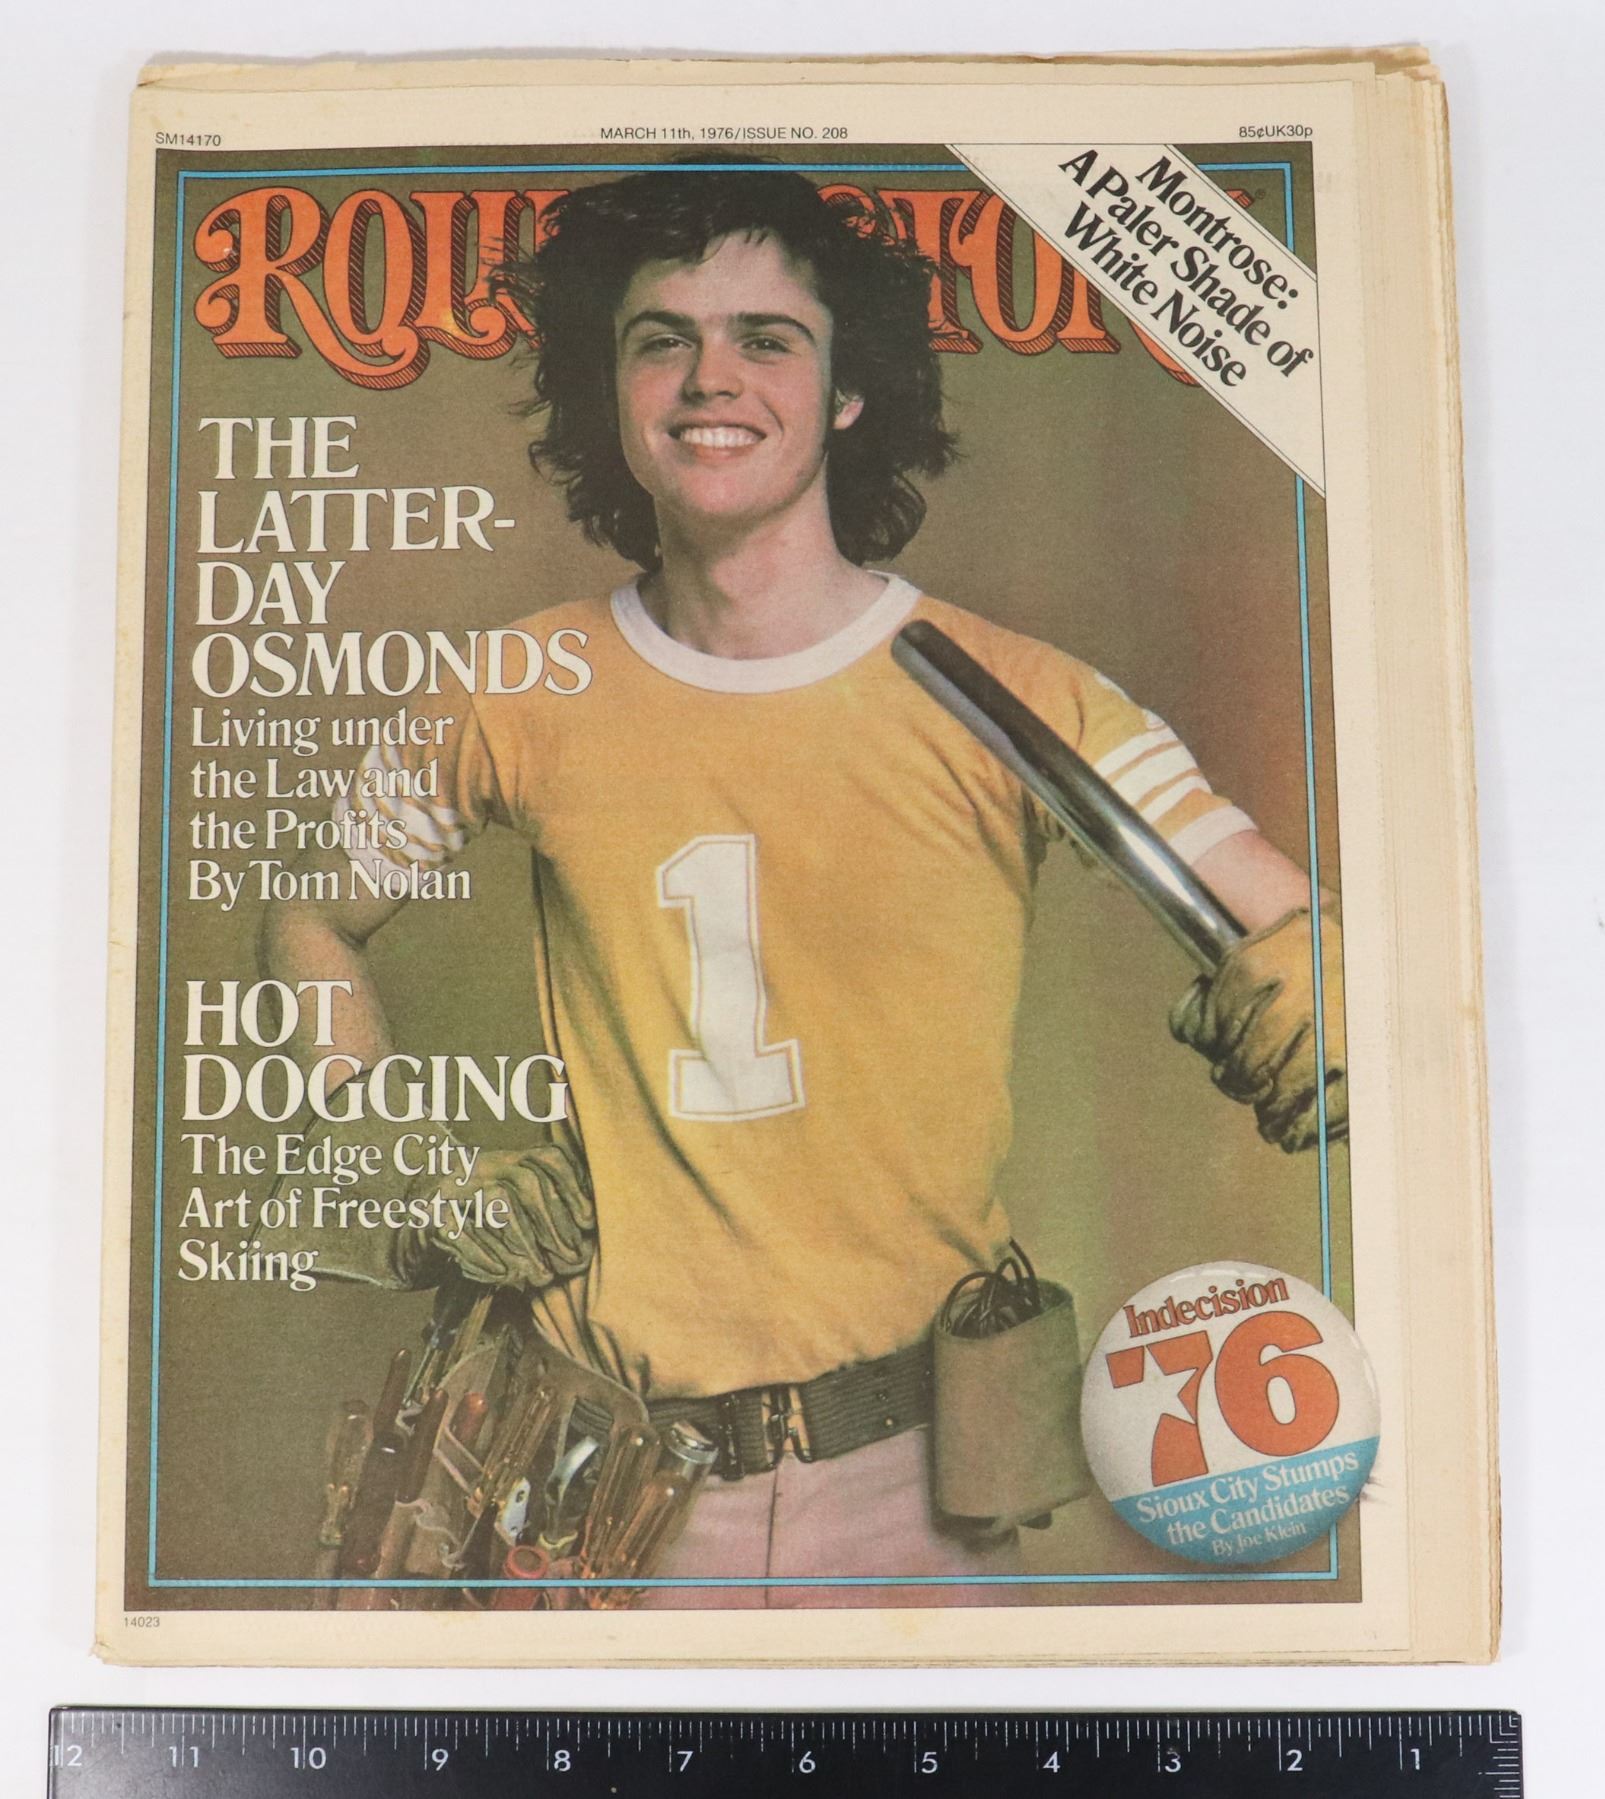 SM14170
MARCH 11th, 1976/ISSUE NO. 208
85¢UK30p
ROLLING STONE®
Montrose:
A Paler Shade of
White Noise
THE
LATTER-
DAY
OSMONDS
Living under
the Law and
the Profits
By Tom Nolan
1
HOT
DOGGING
The Edge City
Art of Freestyle
Skiing
Indecision
'76
Sioux City Stumps
the Candidates
By Joe Klein
14023
12 11 10 9 8 7 6 5 4 3 2 1